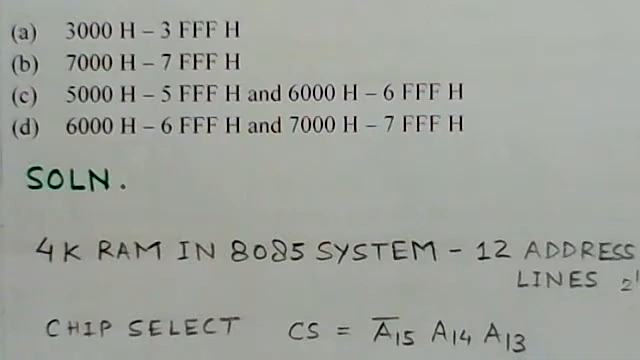 (a) 3000 H – 3 FFF H
(b) 7000 H – 7 FFF H
(c) 5000 H – 5 FFF H and 6000 H – 6 FFF H
(d) 6000 H – 6 FFF H and 7000 H – 7 FFF H
SOLN.
4K RAM IN 8085 SYSTEM – 12 ADDRESS
LINES 2¹
CHIP SELECT CS = A̅15 A14 A13